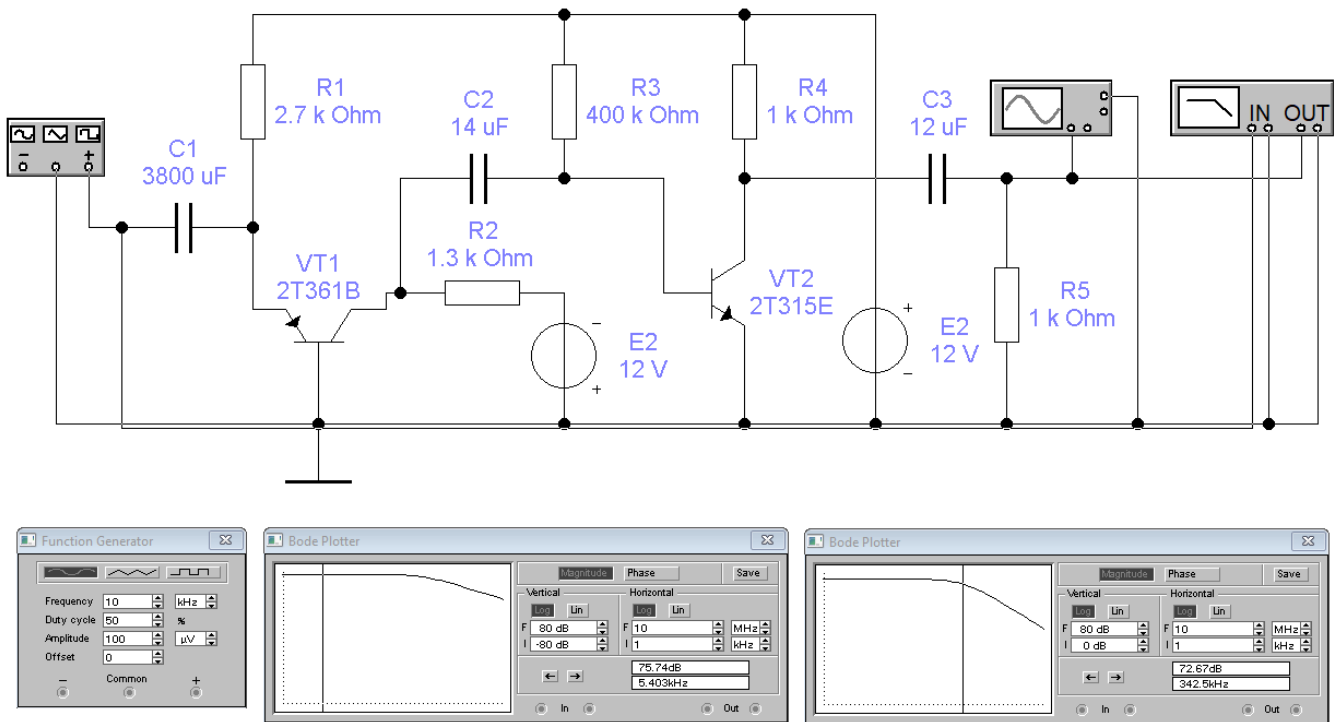 R1
2.7 k Ohm
C2
14 uF
R3
400 k Ohm
R4
1 k Ohm
C3
12 uF
IN OUT
− +
C1
3800 uF
R2
1.3 k Ohm
VT1
2T361B
−
E2
12 V
+
VT2
2T315E
+
E2
12 V
−
R5
1 k Ohm
Function Generator
Frequency 10 kHz
Duty cycle 50 %
Amplitude 100 µV
Offset 0
− Common +
Bode Plotter
Magnitude Phase Save
Vertical Horizontal
Log Lin Log Lin
F 80 dB F 10 MHz
I -80 dB I 1 kHz
← →
75.74dB
5.403kHz
In Out
Bode Plotter
Magnitude Phase Save
Vertical Horizontal
Log Lin Log Lin
F 80 dB F 10 MHz
I 0 dB I 1 kHz
← →
72.67dB
342.5kHz
In Out